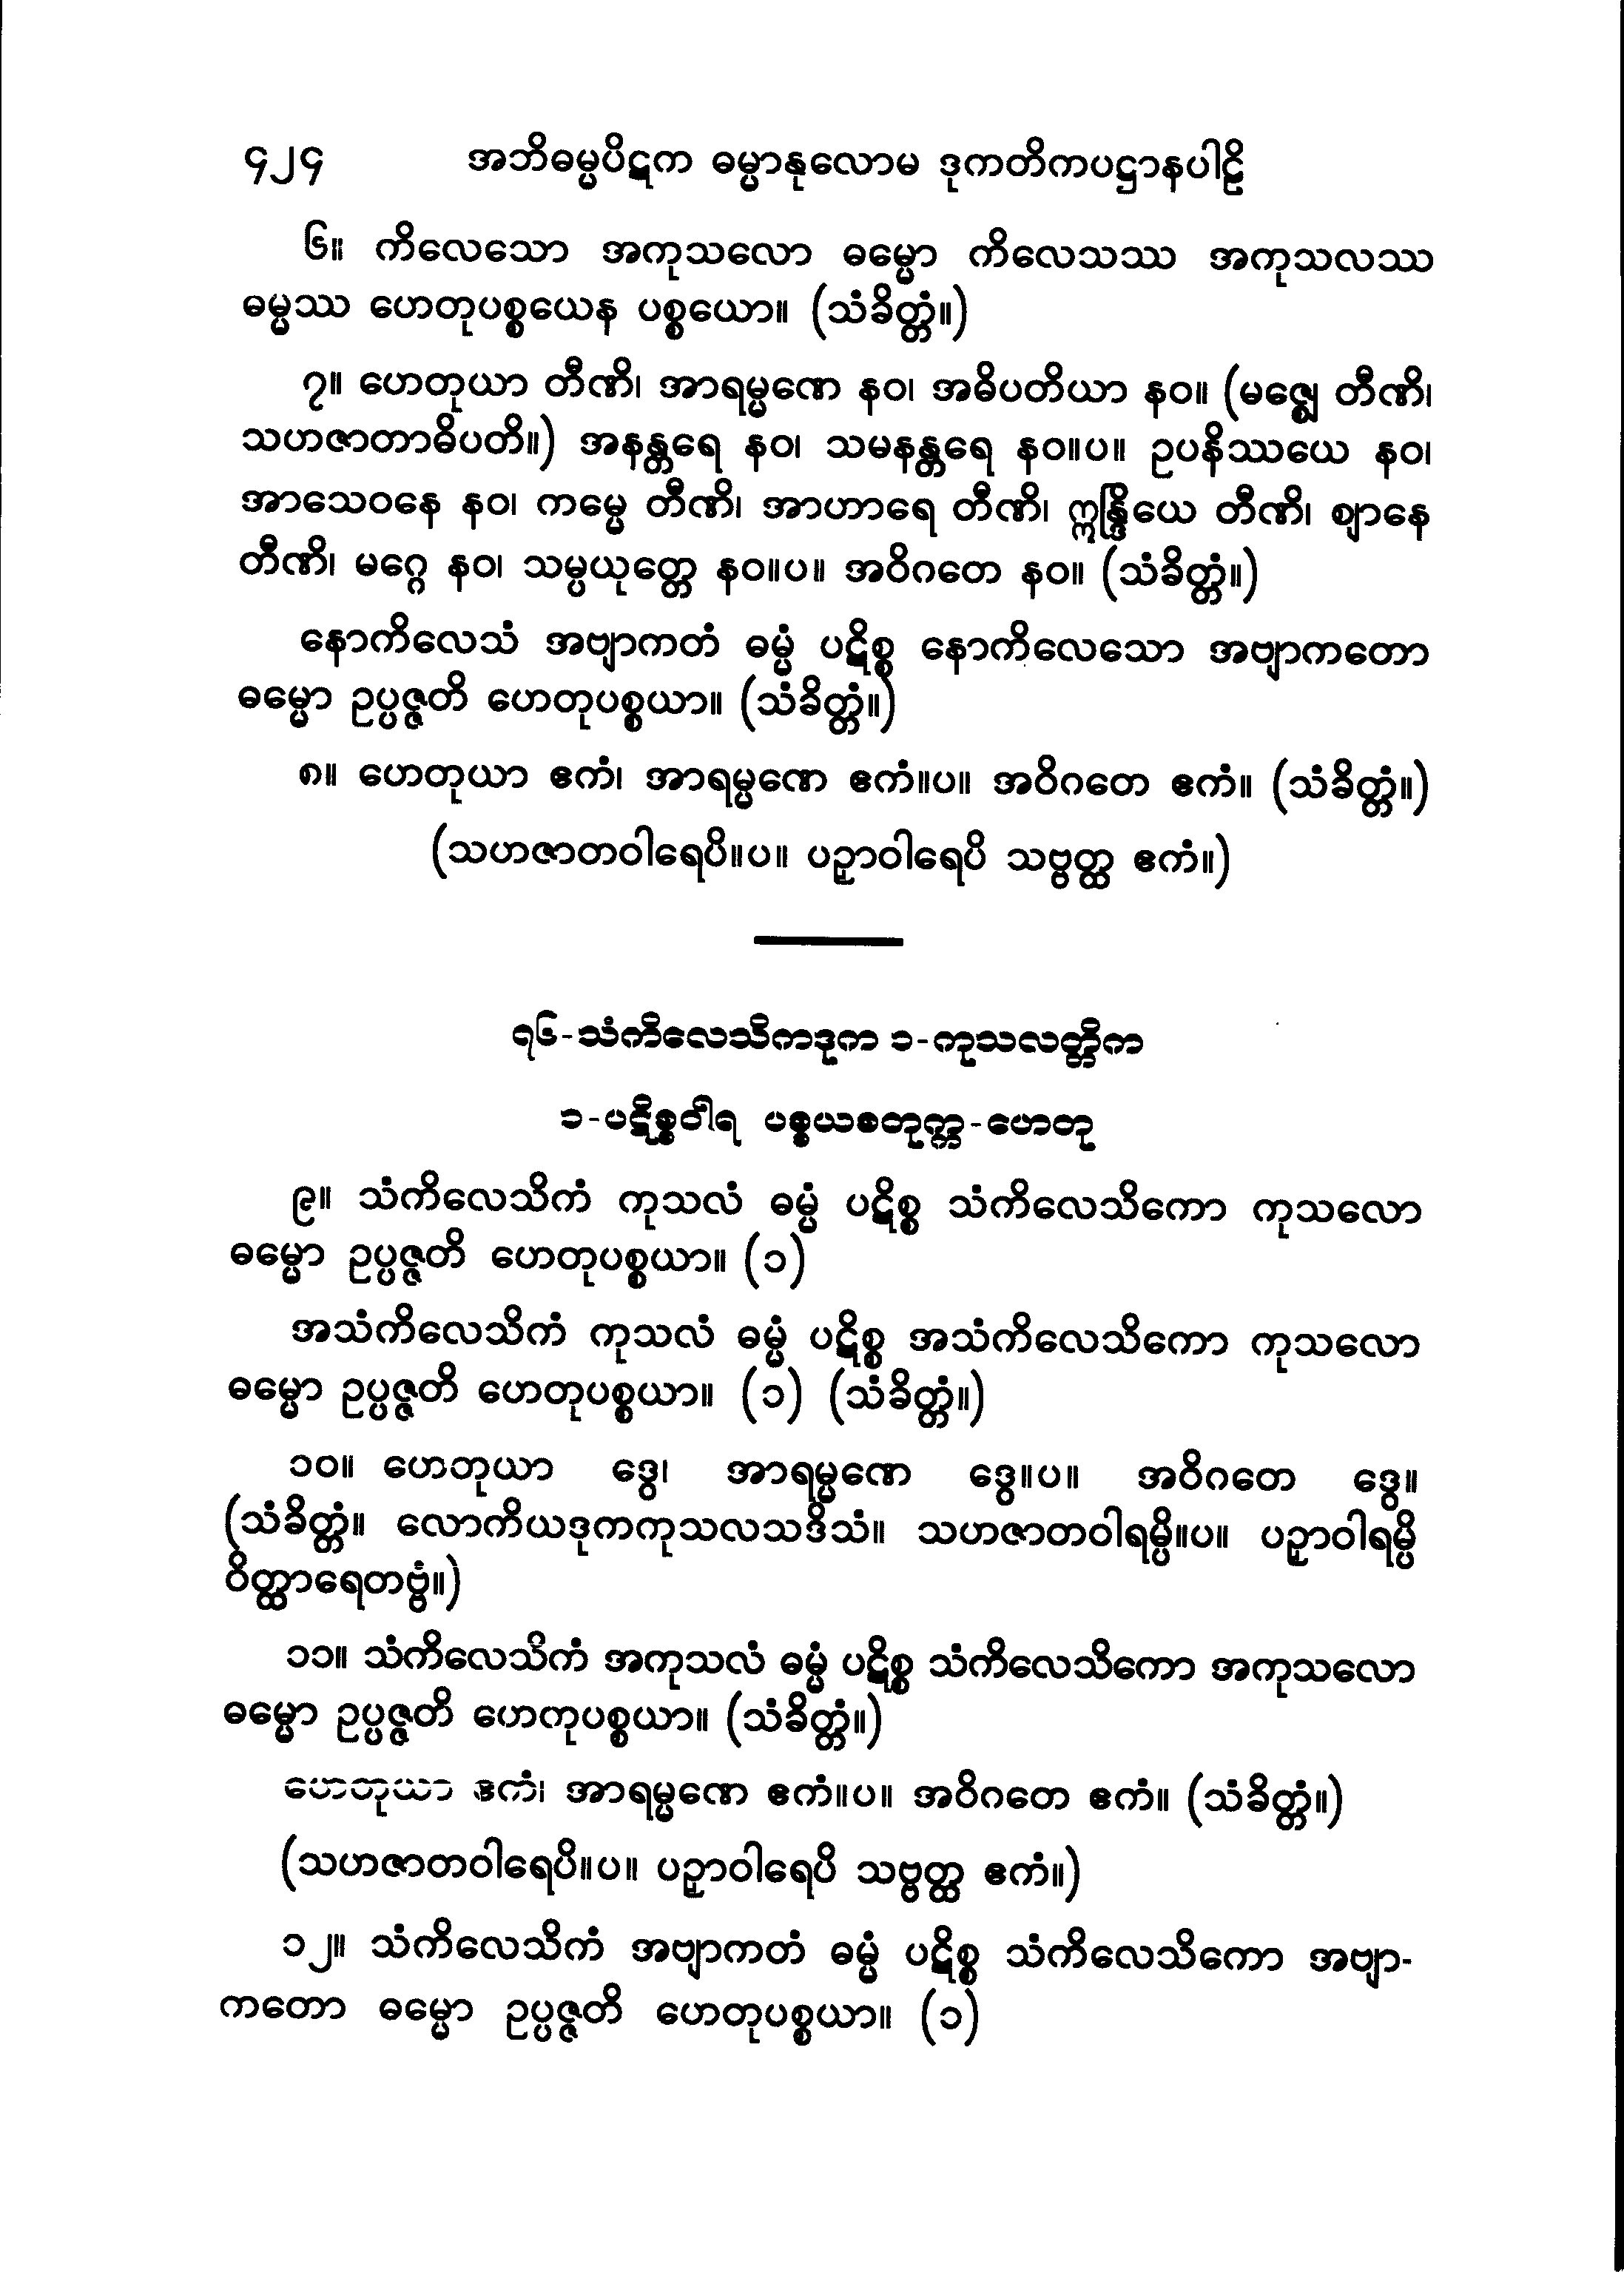 ၄၂၄ အဘိဓမ္မပိဋက ဓမ္မာနုလောမ ဒုကတိကပဋ္ဌာနပါဠိ
၆။ ကိလေသော အကုသလော ဓမ္မော ကိလေသဿ အကုသလဿ
ဓမ္မဿ ဟေတုပစ္စယေန ပစ္စယော။ (သံခိတ္တံ။)
၇။ ဟေတုယာ တီဏိ၊ အာရမ္မဏေ နဝ၊ အဓိပတိယာ နဝ။ (မဇ္ဈေ တီဏိ၊
သဟဇာတာဓိပတိ။) အနန္တရေ နဝ၊ သမနန္တရေ နဝ။ပ။ ဥပနိဿယေ နဝ၊
အာသေဝနေ နဝ၊ ကမ္မေ တီဏိ၊ အာဟာရေ တီဏိ၊ ဣန္ဒြိယေ တီဏိ၊ ဈာနေ
တီဏိ၊ မဂ္ဂေ နဝ၊ သမ္ပယုတ္တေ နဝ။ပ။ အဝိဂတေ နဝ။ (သံခိတ္တံ။)
နောကိလေသံ အဗျာကတံ ဓမ္မံ ပဋိစ္စ နောကိလေသော အဗျာကတော
ဓမ္မော ဥပ္ပဇ္ဇတိ ဟေတုပစ္စယာ။ (သံခိတ္တံ။)
၈။ ဟေတုယာ ဧကံ၊ အာရမ္မဏေ ဧကံ။ပ။ အဝိဂတေ ဧကံ။ (သံခိတ္တံ။)
(သဟဇာတဝါရေပိ။ပ။ ပဉှာဝါရေပိ သဗ္ဗတ္ထ ဧကံ။)
၇၆-သံကိလေသိကဒုက ၁-ကုသလတ္တိက
၁-ပဋိစ္စဝါရ ပစ္စယစတုက္က-ဟေတု
၉။ သံကိလေသိကံ ကုသလံ ဓမ္မံ ပဋိစ္စ သံကိလေသိကော ကုသလော
ဓမ္မော ဥပ္ပဇ္ဇတိ ဟေတုပစ္စယာ။ (၁)
အသံကိလေသိကံ ကုသလံ ဓမ္မံ ပဋိစ္စ အသံကိလေသိကော ကုသလော
ဓမ္မော ဥပ္ပဇ္ဇတိ ဟေတုပစ္စယာ။ (၁) (သံခိတ္တံ။)
၁၀။ ဟေတုယာ ဒွေ၊ အာရမ္မဏေ ဒွေ။ပ။ အဝိဂတေ ဒွေ။
(သံခိတ္တံ။ လောကိယဒုကကုသလသဒိသံ။ သဟဇာတဝါရမ္ပိ။ပ။ ပဉှာဝါရမ္ပိ
ဝိတ္ထာရေတဗ္ဗံ။)
၁၁။ သံကိလေသိကံ အကုသလံ ဓမ္မံ ပဋိစ္စ သံကိလေသိကော အကုသလော
ဓမ္မော ဥပ္ပဇ္ဇတိ ဟေကုပစ္စယာ။ (သံခိတ္တံ။)
ဟေတုယာ ဧကံ၊ အာရမ္မဏေ ဧကံ။ပ။ အဝိဂတေ ဧကံ။ (သံခိတ္တံ။)
(သဟဇာတဝါရေပိ။ပ။ ပဉှာဝါရေပိ သဗ္ဗတ္ထ ဧကံ။)
၁၂။ သံကိလေသိကံ အဗျာကတံ ဓမ္မံ ပဋိစ္စ သံကိလေသိကော အဗျာ-
ကတော ဓမ္မော ဥပ္ပဇ္ဇတိ ဟေတုပစ္စယာ။ (၁)